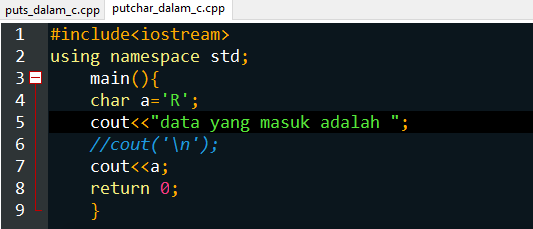 puts_dalam_c.cpp putchar_dalam_c.cpp
1 #include<iostream>
2 using namespace std;
3 main(){
4 char a='R';
5 cout<<"data yang masuk adalah ";
6 //cout('\n');
7 cout<<a;
8 return 0;
9 }